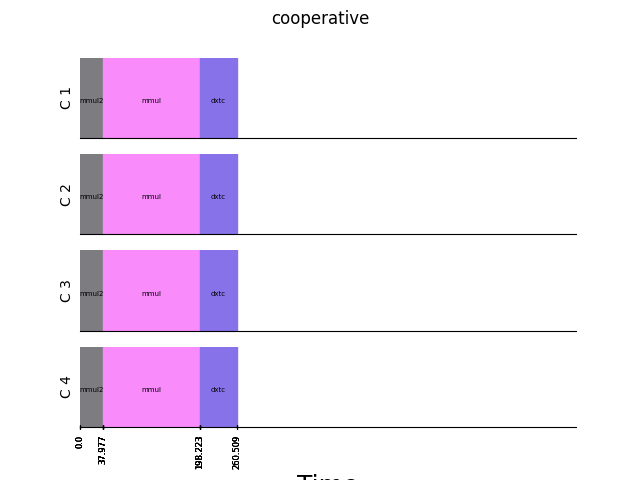 cooperative
C 1
mmul2 mmul dxtc
C 2
mmul2 mmul dxtc
C 3
mmul2 mmul dxtc
C 4
mmul2 mmul dxtc
0.0 37.977 198.223 260.509
Time